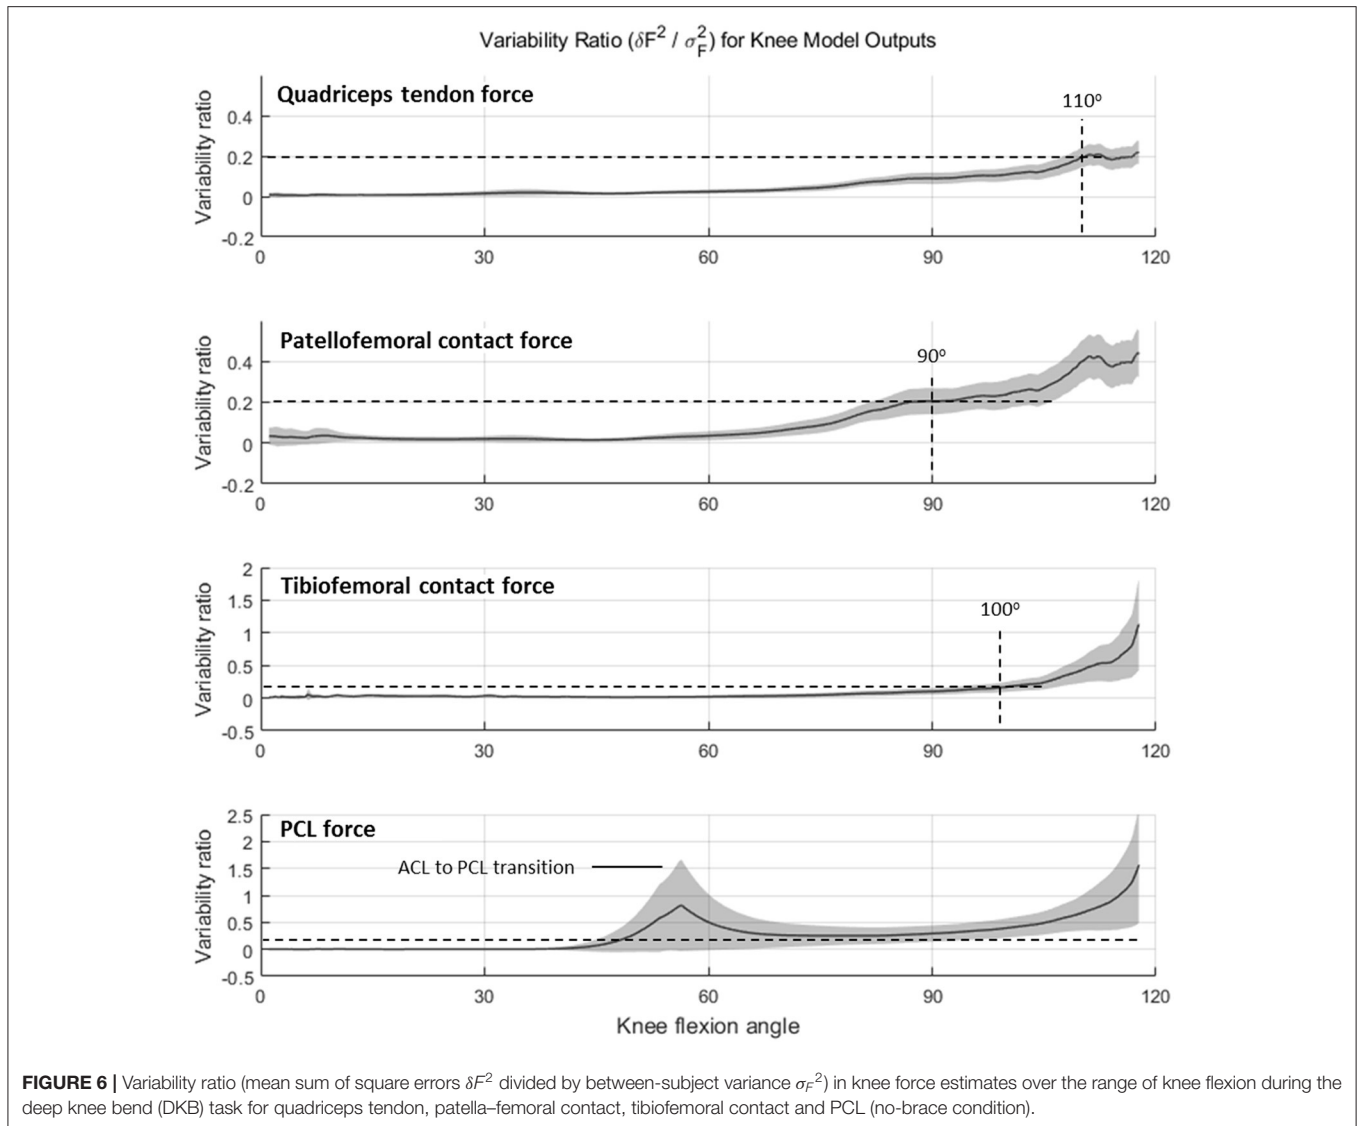 Variability Ratio (δF² / σ_F²) for Knee Model Outputs
Quadriceps tendon force
110º
Variability ratio
0.4
0.2
0
-0.2
0 30 60 90 120
Patellofemoral contact force
90º
Variability ratio
0.4
0.2
0
-0.2
0 30 60 90 120
Tibiofemoral contact force
100º
Variability ratio
2
1.5
1
0.5
0
-0.5
0 30 60 90 120
PCL force
ACL to PCL transition
Variability ratio
2.5
2
1.5
1
0.5
0
-0.5
0 30 60 90 120
Knee flexion angle
FIGURE 6 | Variability ratio (mean sum of square errors δF² divided by between-subject variance σ_F²) in knee force estimates over the range of knee flexion during the
deep knee bend (DKB) task for quadriceps tendon, patella–femoral contact, tibiofemoral contact and PCL (no-brace condition).